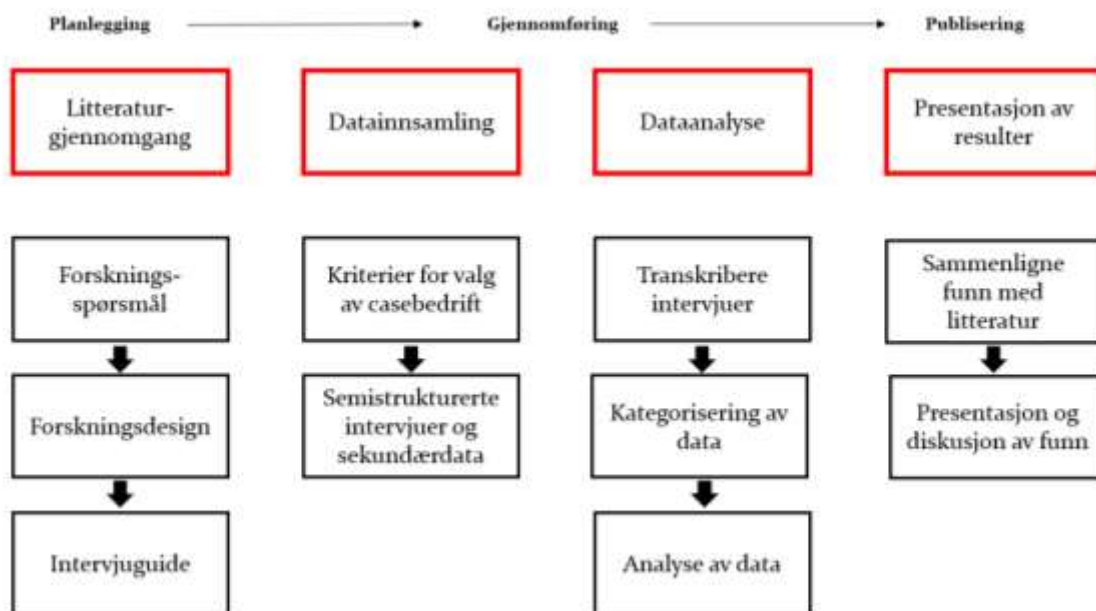 Planlegging
Gjennomføring
Publisering
Litteratur-
gjennomgang
Datainnsamling
Dataanalyse
Presentasjon av
resulter
Forsknings-
spørsmål
Kriterier for valg
av casebedrift
Transkribere
intervjuer
Sammenligne
funn med
litteratur
Forskningsdesign
Semistrukturerte
intervjuer og
sekundærdata
Kategorisering av
data
Presentasjon og
diskusjon av funn
Intervjuguide
Analyse av data